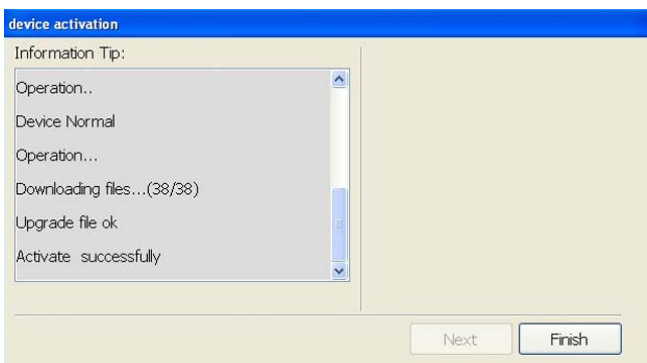 device activation
Information Tip:
Operation..
Device Normal
Operation...
Downloading files...(38/38)
Upgrade file ok
Activate successfully
Next
Finish